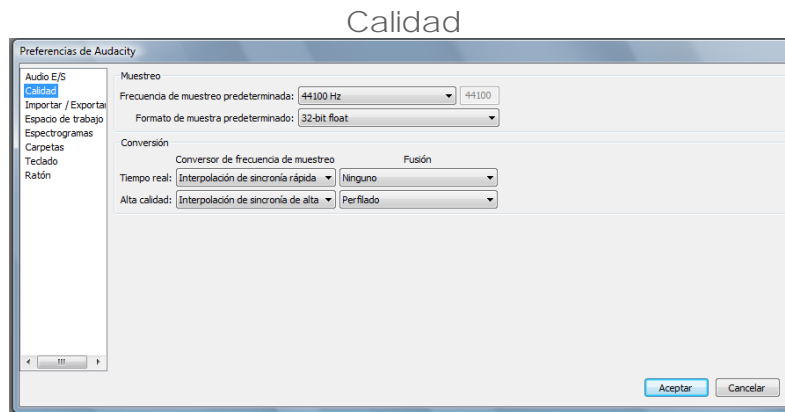 Calidad
Preferencias de Audacity
Audio E/S
Calidad
Importar / Exportar
Espacio de trabajo
Espectrogramas
Carpetas
Teclado
Ratón
Muestreo
Frecuencia de muestreo predeterminada: 44100 Hz 44100
Formato de muestra predeterminado: 32-bit float
Conversión
Conversor de frecuencia de muestreo Fusión
Tiempo real: Interpolación de sincronía rápida Ninguno
Alta calidad: Interpolación de sincronía de alta Perfilado
Aceptar Cancelar